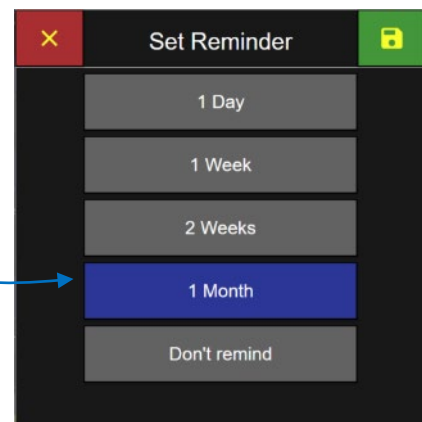 Set Reminder
1 Day
1 Week
2 Weeks
1 Month
Don't remind